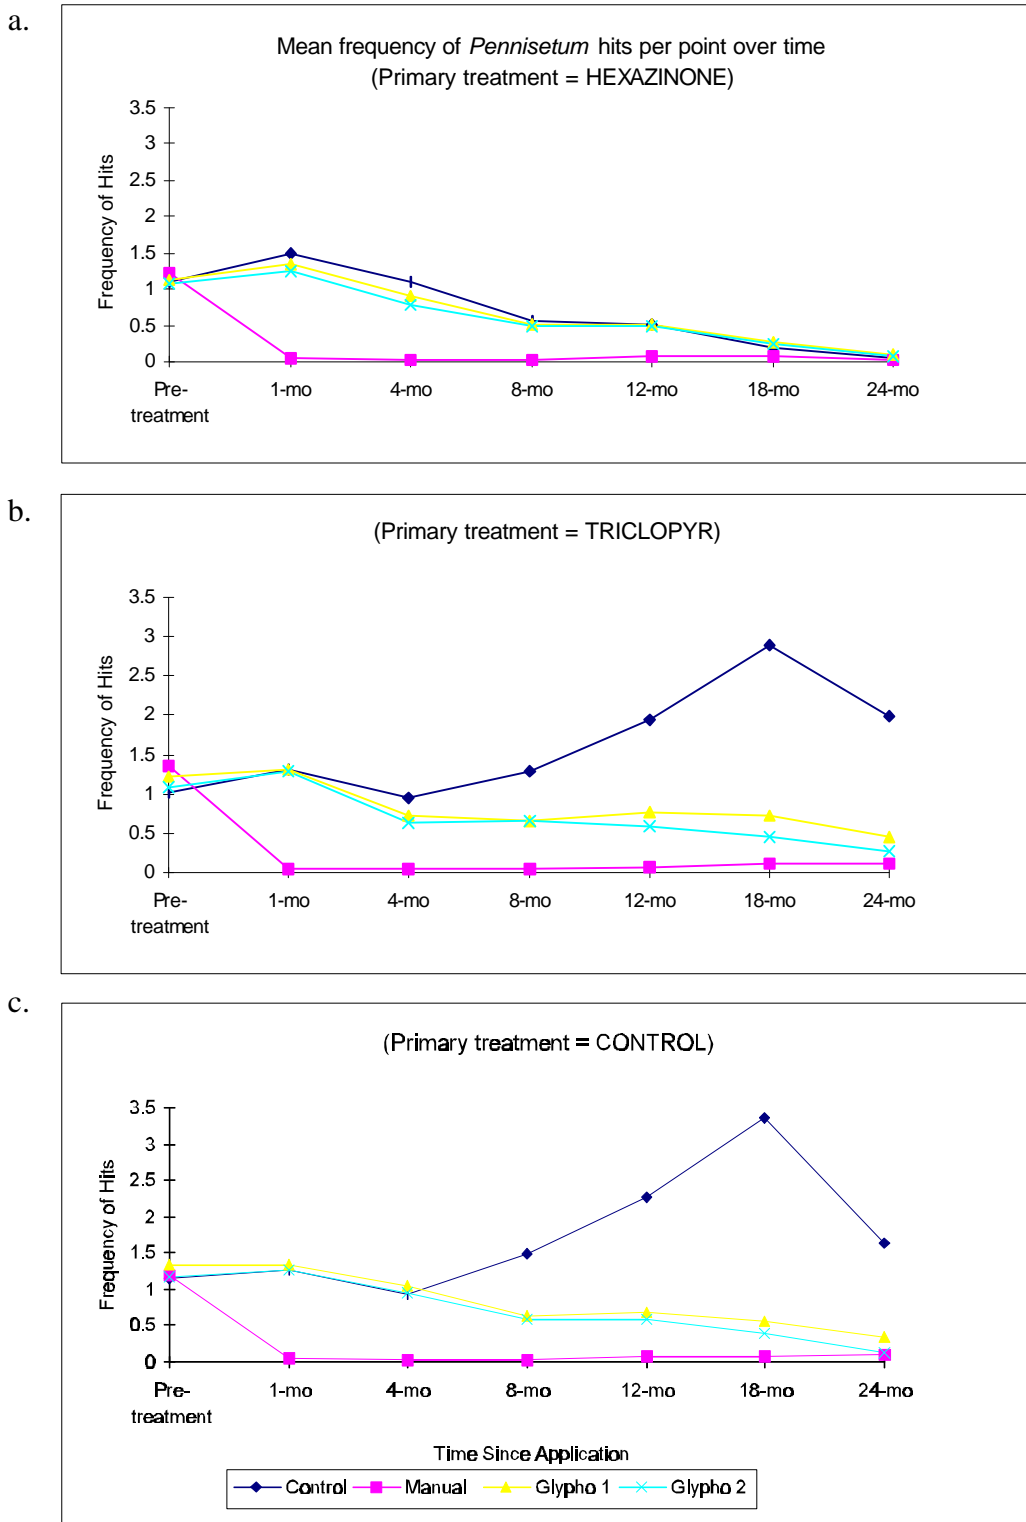 a.
Mean frequency of Pennisetum hits per point over time
(Primary treatment = HEXAZINONE)
Frequency of Hits
3.5
3
2.5
2
1.5
1
0.5
0
Pre-
treatment
1-mo 4-mo 8-mo 12-mo 18-mo 24-mo
b.
(Primary treatment = TRICLOPYR)
Frequency of Hits
3.5
3
2.5
2
1.5
1
0.5
0
Pre-
treatment
1-mo 4-mo 8-mo 12-mo 18-mo 24-mo
c.
(Primary treatment = CONTROL)
Frequency of Hits
3.5
3
2.5
2
1.5
1
0.5
0
Pre-
treatment
1-mo 4-mo 8-mo 12-mo 18-mo 24-mo
Time Since Application
Control Manual Glypho 1 Glypho 2